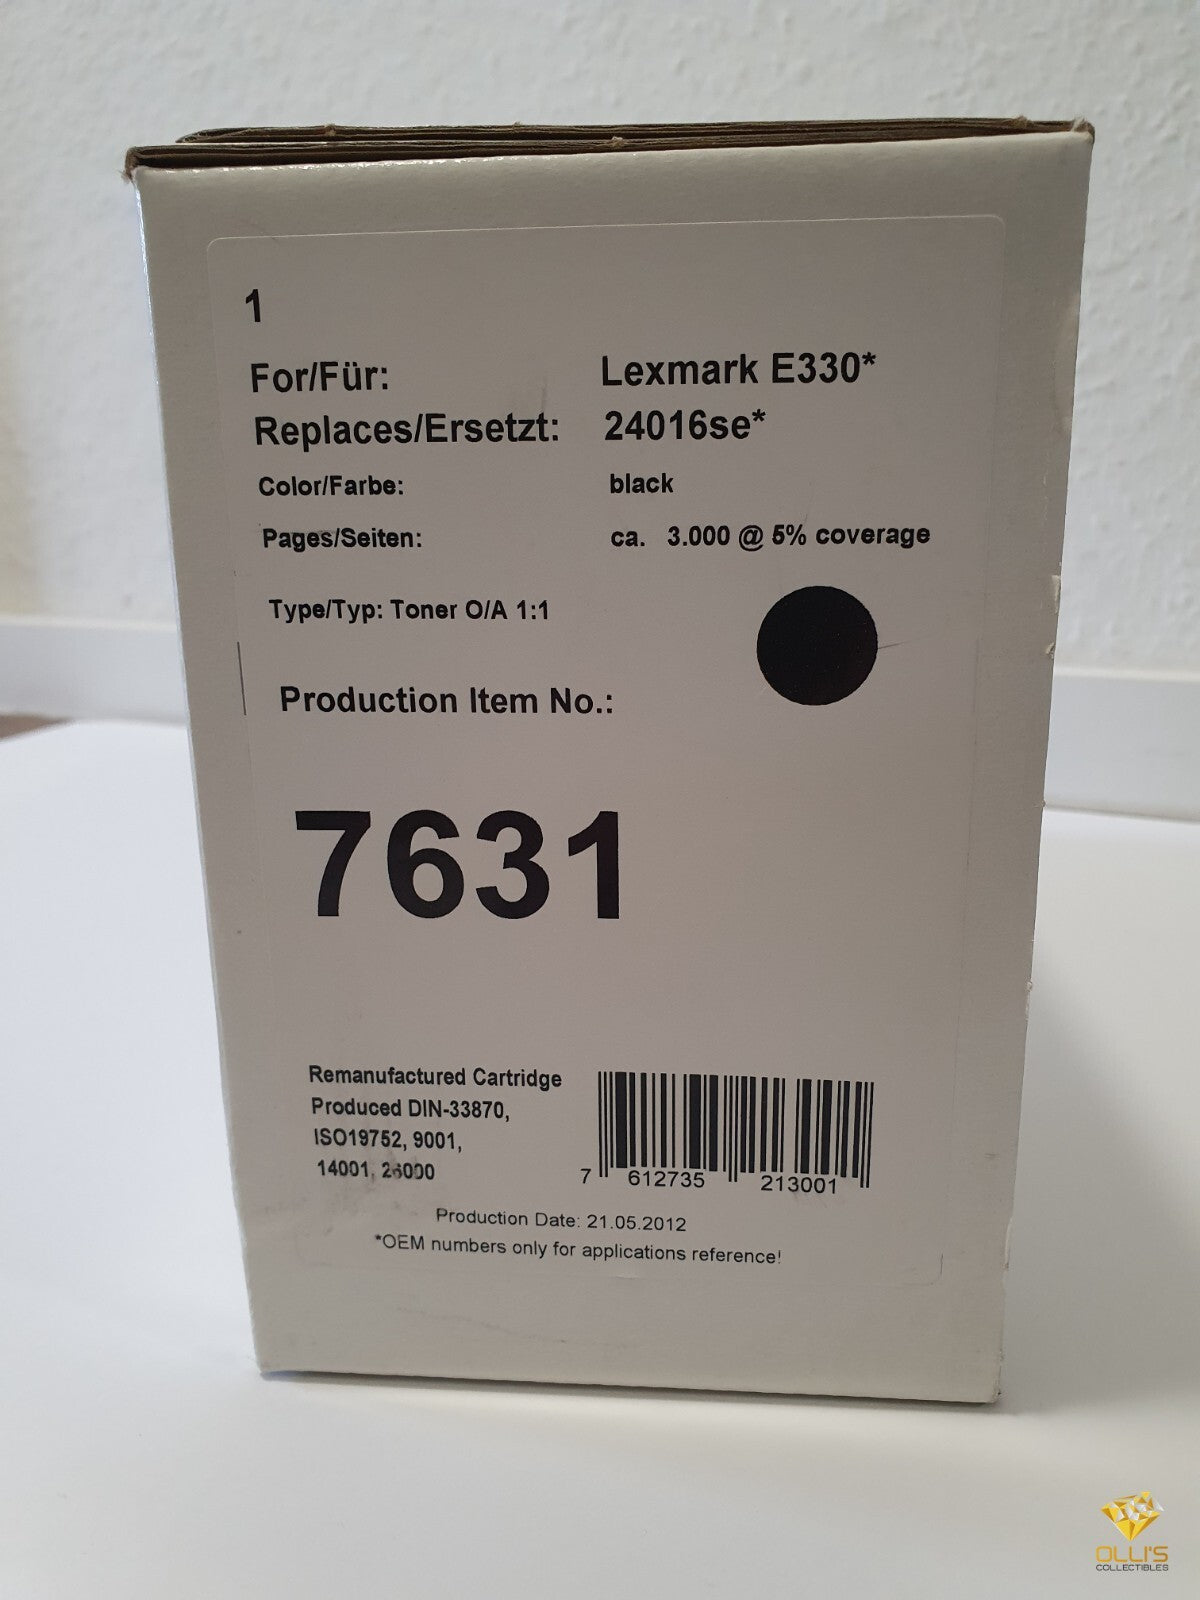 1
For/Für: Lexmark E330*
Replaces/Ersetzt: 24016se*
Color/Farbe: black
Pages/Seiten: ca. 3.000 @ 5% coverage
Type/Typ: Toner O/A 1:1
Production Item No.:
7631
Remanufactured Cartridge
Produced DIN-33870,
ISO19752, 9001,
14001, 26000
7 612735 213001
Production Date: 21.05.2012
*OEM numbers only for applications reference!
OLLI'S
COLLECTIBLES